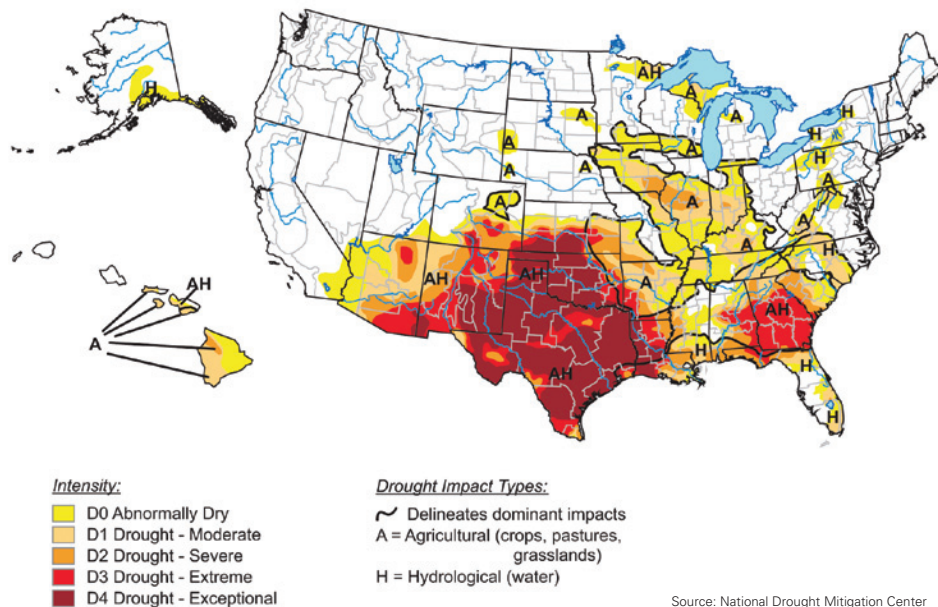 H
AH
A
A
H
H
A
H
A
A
A
A
A
A
A
A
H
AH
AH
A
AH
AH
A
AH
H
H
H
Intensity:
D0 Abnormally Dry
D1 Drought - Moderate
D2 Drought - Severe
D3 Drought - Extreme
D4 Drought - Exceptional
Drought Impact Types:
Delineates dominant impacts
A = Agricultural (crops, pastures,
grasslands)
H = Hydrological (water)
Source: National Drought Mitigation Center